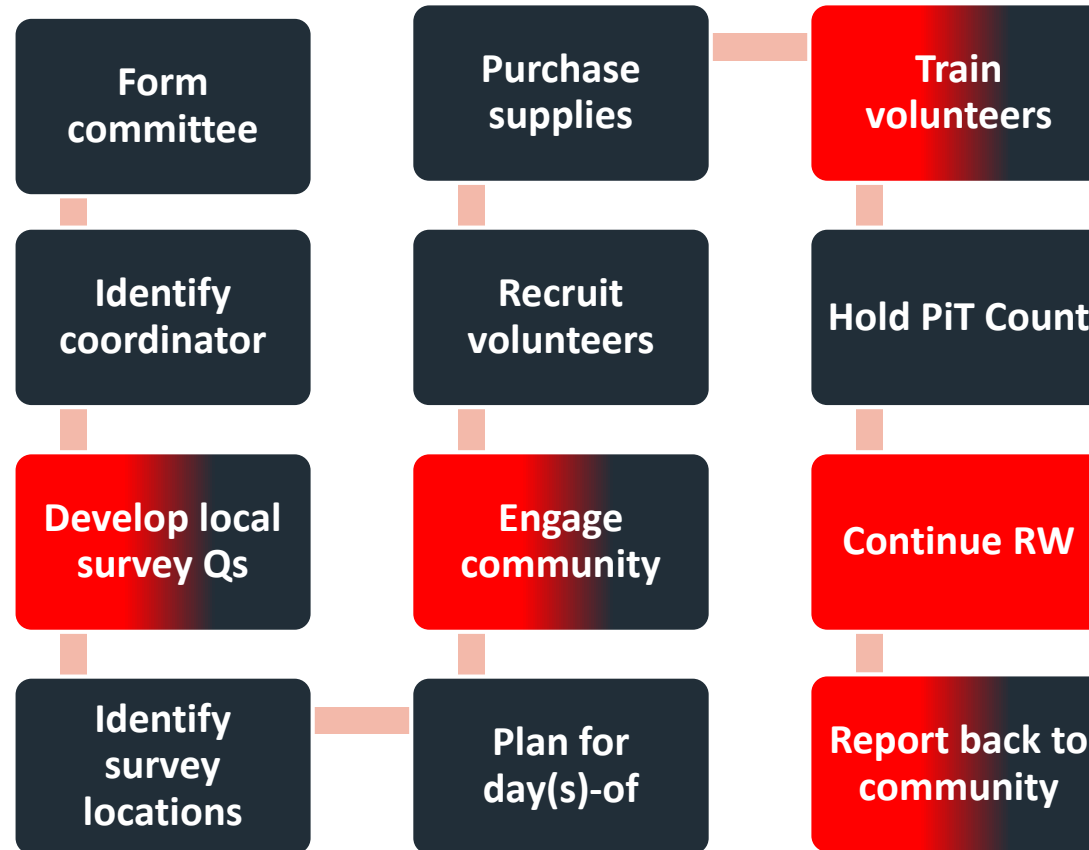 Form
committee
Identify
coordinator
Develop local
survey Qs
Identify
survey
locations
Plan for
day(s)-of
Engage
community
Recruit
volunteers
Purchase
supplies
Train
volunteers
Hold PiT Count
Continue RW
Report back to
community